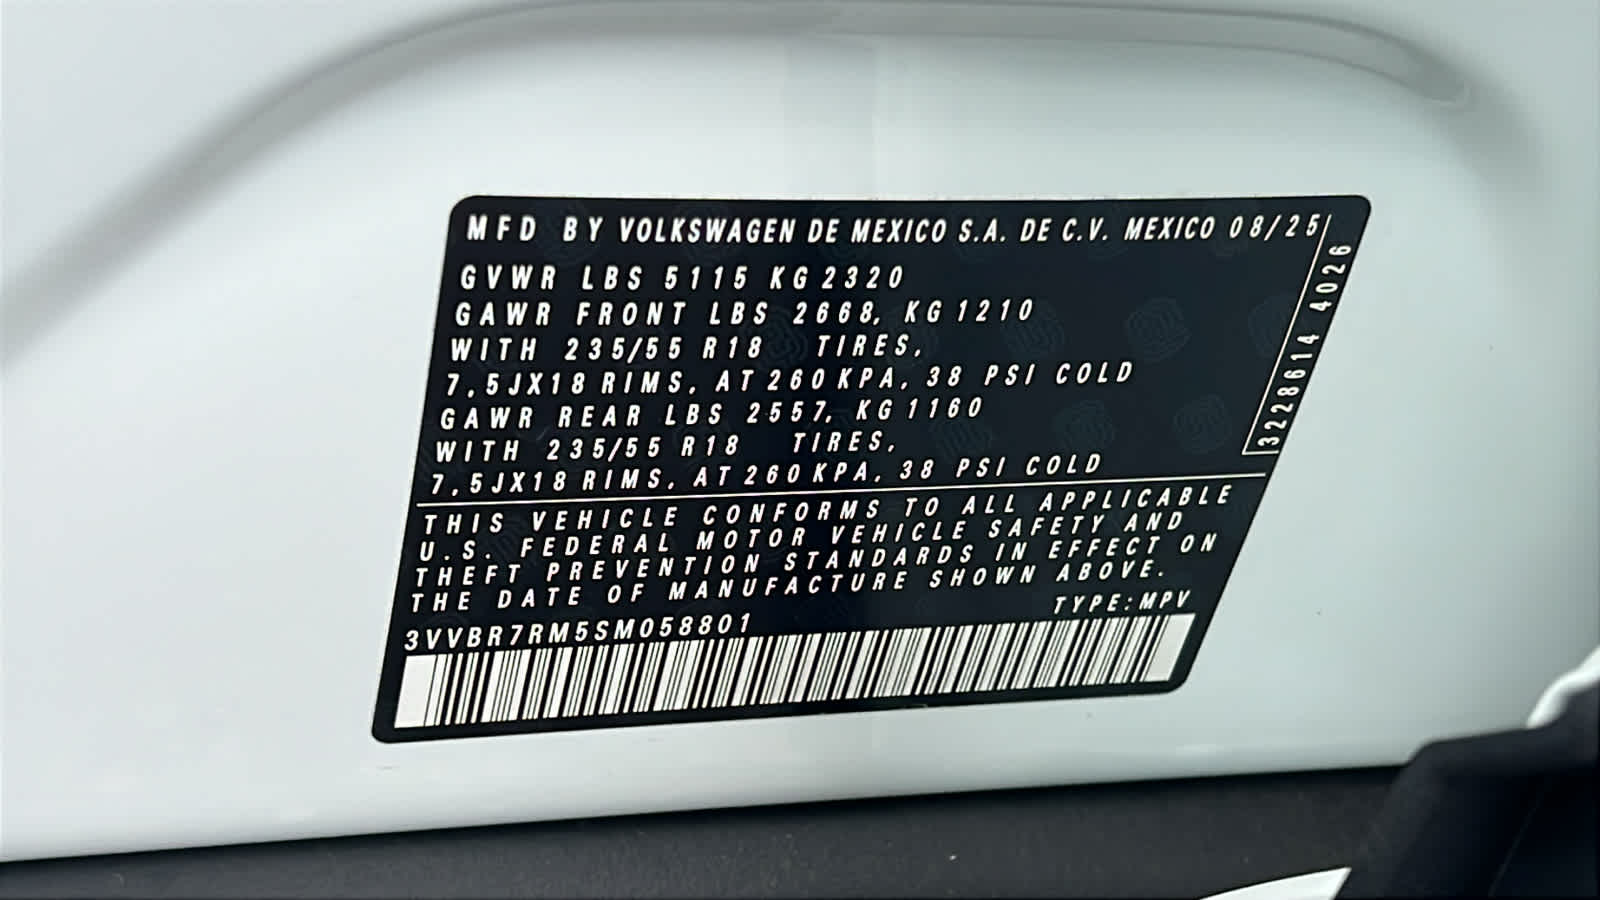 MFD BY VOLKSWAGEN DE MEXICO S.A. DE C.V. MEXICO 08/25
GVWR LBS 5115 KG 2320
GAWR FRONT LBS 2668, KG 1210
WITH 235/55 R18 TIRES,
7,5JX18 RIMS, AT 260 KPA, 38 PSI COLD
GAWR REAR LBS 2557, KG 1160
WITH 235/55 R18 TIRES,
7,5JX18 RIMS, AT 260 KPA, 38 PSI COLD
3228614 4026
THIS VEHICLE CONFORMS TO ALL APPLICABLE
U.S. FEDERAL MOTOR VEHICLE SAFETY AND
THEFT PREVENTION STANDARDS IN EFFECT ON
THE DATE OF MANUFACTURE SHOWN ABOVE.
3VVBR7RM5SM058801 TYPE:MPV